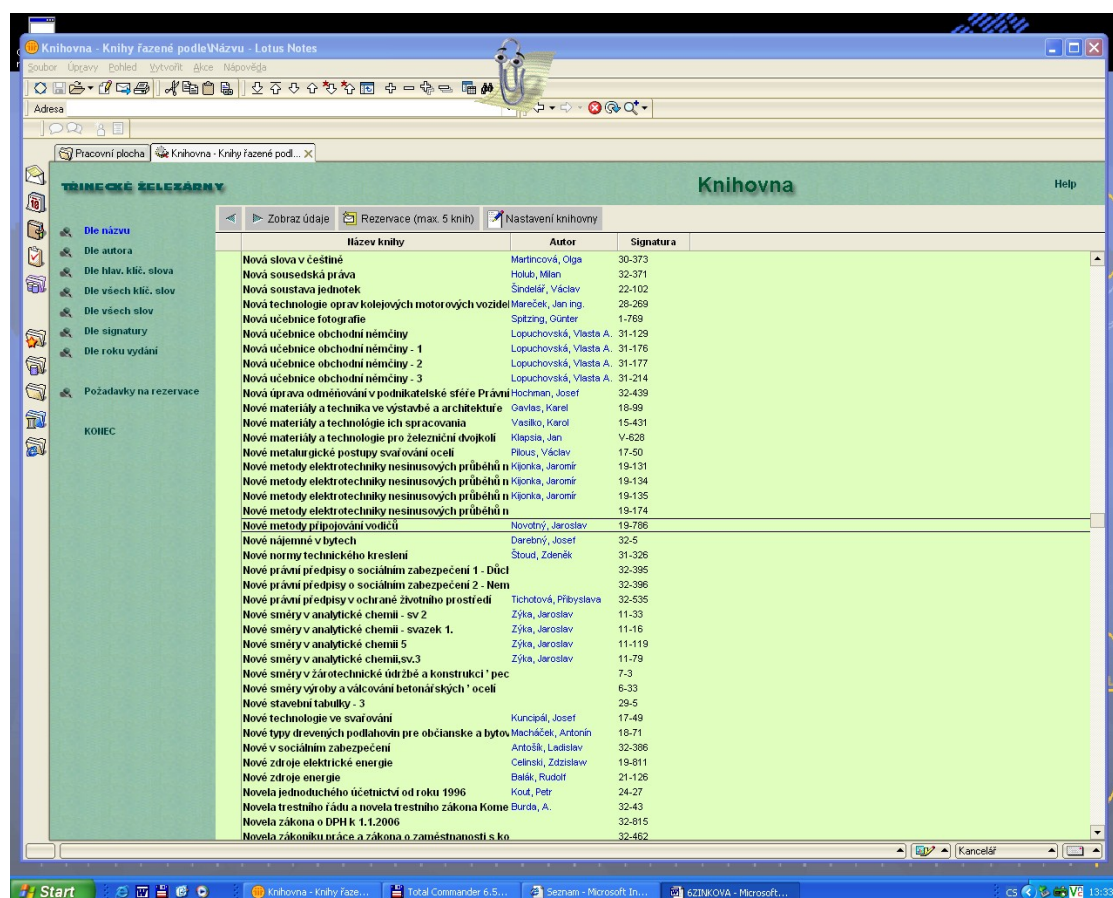 Knihovna - Knihy řazené podle\Názvu - Lotus Notes
Soubor Úpravy Pohled Vytvořit Akce Nápověda
Adresa
Pracovní plocha Knihovna - Knihy řazené podl...
TŘINECKÉ ŽELEZÁRNY Knihovna Help
Zobraz údaje Rezervace (max. 5 knih) Nastavení knihovny
Dle názvu
Dle autora
Dle hlav. klíč. slova
Dle všech klíč. slov
Dle všech slov
Dle signatury
Dle roku vydání
Požadavky na rezervace
KONEC
Název knihy Autor Signatura
Nová slova v češtině Martincová, Olga 30-373
Nová sousedská práva Holub, Milan 32-371
Nová soustava jednotek Šindelář, Václav 22-102
Nová technologie oprav kolejových motorových vozidel Mareček, Jan ing. 28-269
Nová učebnice fotografie Spitzing, Günter 1-769
Nová učebnice obchodní němčiny Lopuchovská, Vlasta A. 31-129
Nová učebnice obchodní němčiny - 1 Lopuchovská, Vlasta A. 31-176
Nová učebnice obchodní němčiny - 2 Lopuchovská, Vlasta A. 31-177
Nová učebnice obchodní němčiny - 3 Lopuchovská, Vlasta A. 31-214
Nová úprava odměňování v podnikatelské sféře Právní Hochman, Josef 32-439
Nové materiály a technika ve výstavbě a architektuře Gavlas, Karel 18-99
Nové materiály a technológie ich spracovania Vasilko, Karol 15-431
Nové materiály a technologie pro železniční dvojkolí Klapsia, Jan V-628
Nové metalurgické postupy svařování ocelí Pilous, Václav 17-50
Nové metody elektrotechniky nesinusových průběhů n Kijonka, Jaromír 19-131
Nové metody elektrotechniky nesinusových průběhů n Kijonka, Jaromír 19-134
Nové metody elektrotechniky nesinusových průběhů n Kijonka, Jaromír 19-135
Nové metody elektrotechniky nesinusových průběhů n 19-174
Nové metody připojování vodičů Novotný, Jaroslav 19-786
Nové nájemné v bytech Darebný, Josef 32-5
Nové normy technického kreslení Štoud, Zdeněk 31-326
Nové právní předpisy o sociálním zabezpečení 1 - Důch 32-395
Nové právní předpisy o sociálním zabezpečení 2 - Nem 32-396
Nové právní předpisy v ochraně životního prostředí Tichotová, Přibyslava 32-535
Nové směry v analytické chemii - sv 2 Zýka, Jaroslav 11-33
Nové směry v analytické chemii - svazek 1. Zýka, Jaroslav 11-16
Nové směry v analytické chemii 5 Zýka, Jaroslav 11-119
Nové směry v analytické chemii,sv.3 Zýka, Jaroslav 11-79
Nové směry v žárotechnické údržbě a konstrukci ' pec 7-3
Nové směry výroby a válcování betonářských ' ocelí 6-33
Nové stavební tabulky - 3 29-5
Nové technologie ve svařování Kuncipál, Josef 17-49
Nové typy drevených podlahovin pre občianske a bytov Macháček, Antonín 18-71
Nové v sociálním zabezpečení Antošík, Ladislav 32-386
Nové zdroje elektrické energie Celinski, Zdzislaw 19-811
Nové zdroje energie Balák, Rudolf 21-126
Novela jednoduchého účetnictví od roku 1996 Kout, Petr 24-27
Novela trestního řádu a novela trestního zákona Kome Burda, A. 32-43
Novela zákona o DPH k 1.1.2006 32-815
Novela zákoníku práce a zákona o zaměstnanosti s ko 32-462
Kancelář
Start Knihovna - Knihy řaze... Total Commander 6.5... Seznam - Microsoft In... 6ZINKOVA - Microsoft... CS 13:33